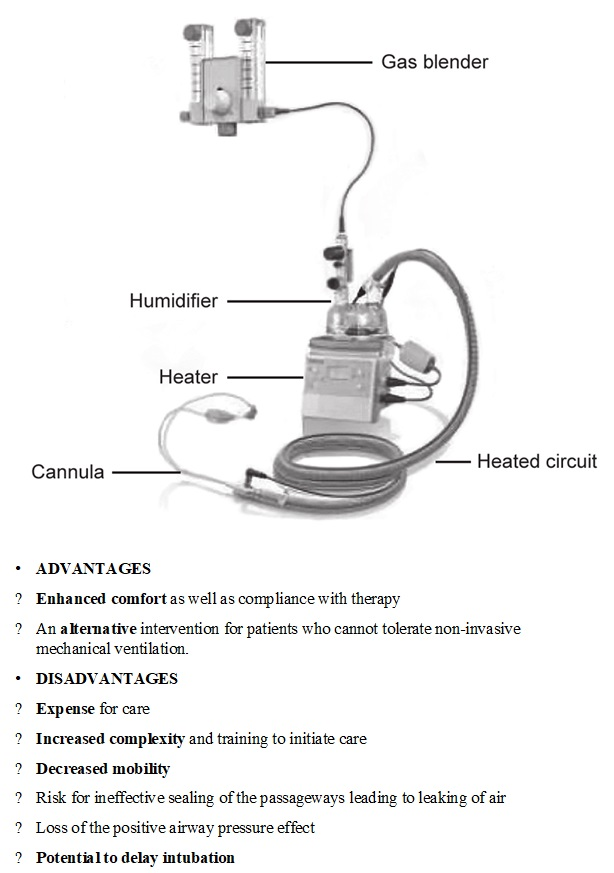 Gas blender
Humidifier
Heater
Cannula
Heated circuit
• ADVANTAGES
? Enhanced comfort as well as compliance with therapy
? An alternative intervention for patients who cannot tolerate non-invasive
mechanical ventilation.
• DISADVANTAGES
? Expense for care
? Increased complexity and training to initiate care
? Decreased mobility
? Risk for ineffective sealing of the passageways leading to leaking of air
? Loss of the positive airway pressure effect
? Potential to delay intubation